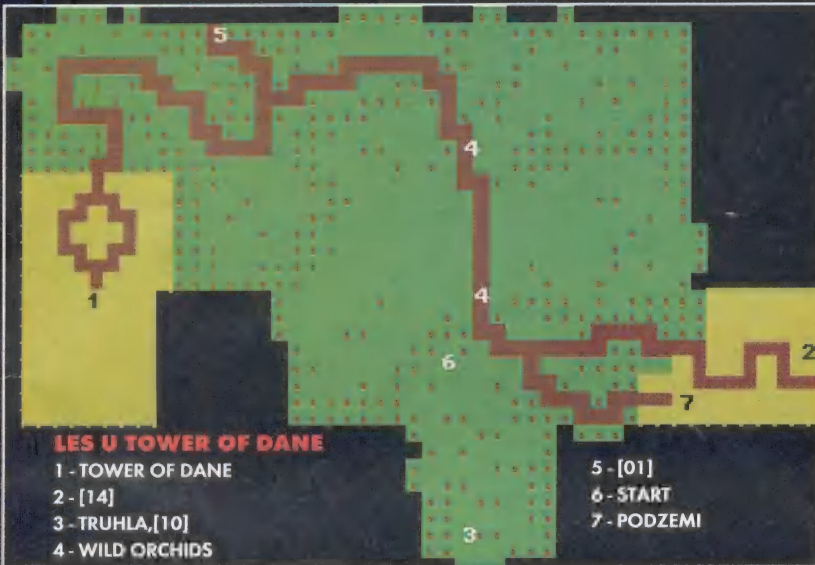 5
4
1
4
2
6
7
3
LES U TOWER OF DANE
1 - TOWER OF DANE
2 - [14]
3 - TRUHLA,[10]
4 - WILD ORCHIDS
5 - [01]
6 - START
7 - PODZEMI